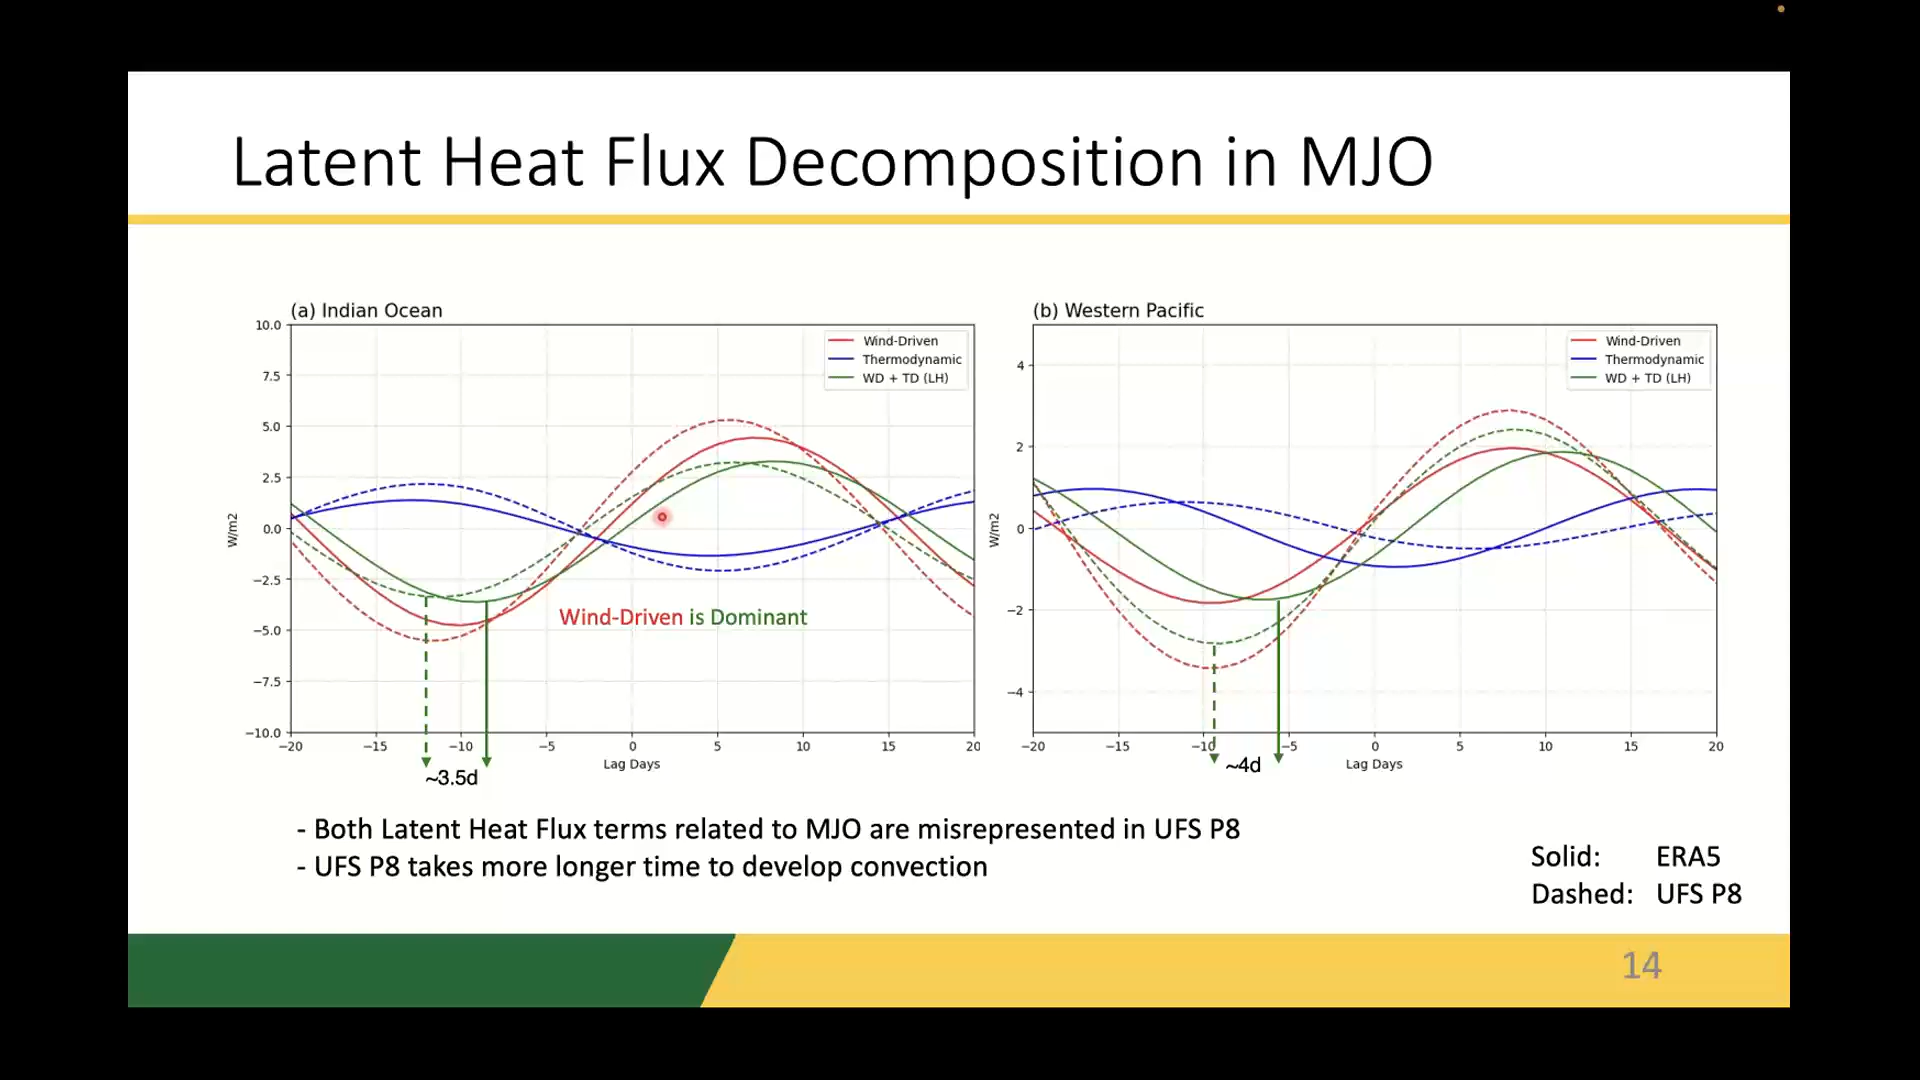 Latent Heat Flux Decomposition in MJO
(a) Indian Ocean
10.0
7.5
5.0
2.5
0.0
−2.5
−5.0
−7.5
−10.0
W/m2
Wind-Driven
Thermodynamic
WD + TD (LH)
Wind-Driven is Dominant
−20 −15 −10 −5 0 5 10 15 20
Lag Days
~3.5d
(b) Western Pacific
4
2
0
−2
−4
W/m2
Wind-Driven
Thermodynamic
WD + TD (LH)
−20 −15 −10 −5 0 5 10 15 20
Lag Days
~4d
- Both Latent Heat Flux terms related to MJO are misrepresented in UFS P8
- UFS P8 takes more longer time to develop convection
Solid: ERA5
Dashed: UFS P8
14